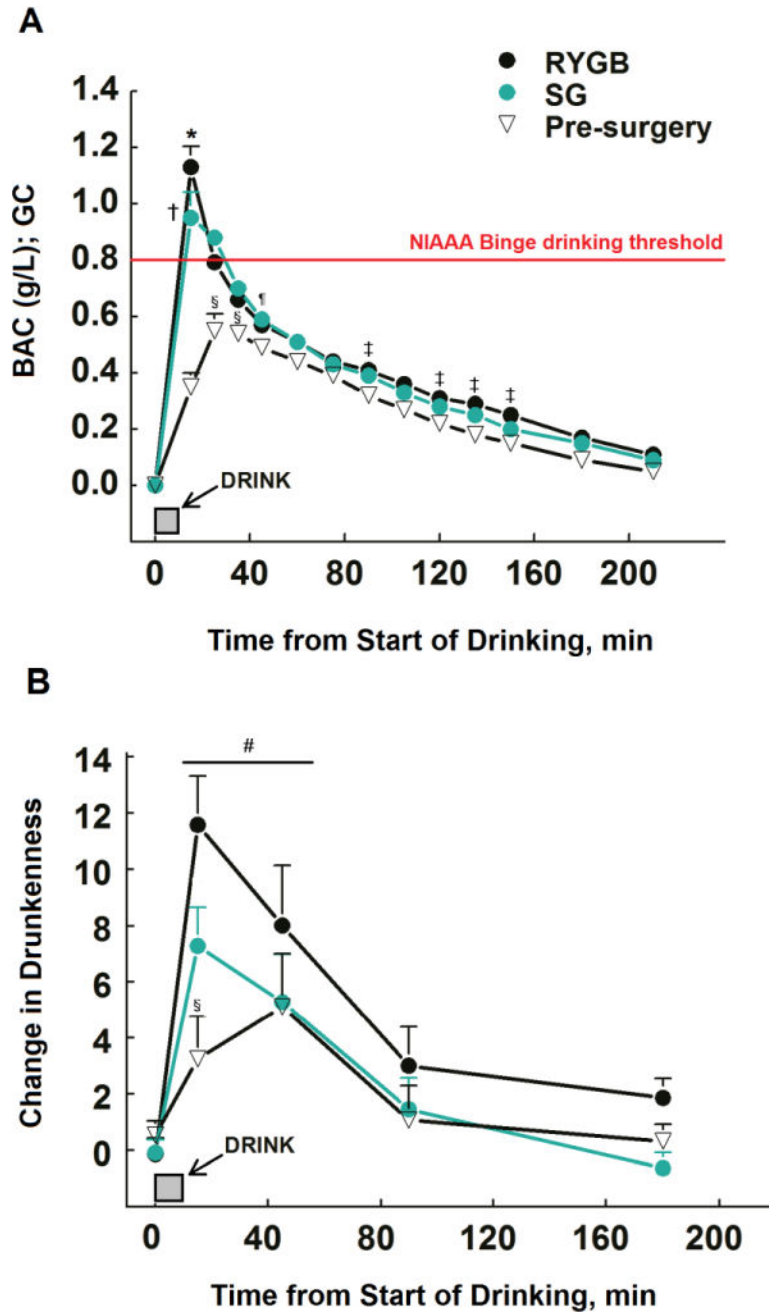 A
RYGB
SG
Pre-surgery
1.4
1.2
1.0
0.8
0.6
0.4
0.2
0.0
BAC (g/L); GC
*
†
NIAAA Binge drinking threshold
§
§
¶
‡
‡
‡
‡
DRINK
0 40 80 120 160 200
Time from Start of Drinking, min
B
14
12
10
8
6
4
2
0
Change in Drunkenness
#
§
DRINK
0 40 80 120 160 200
Time from Start of Drinking, min